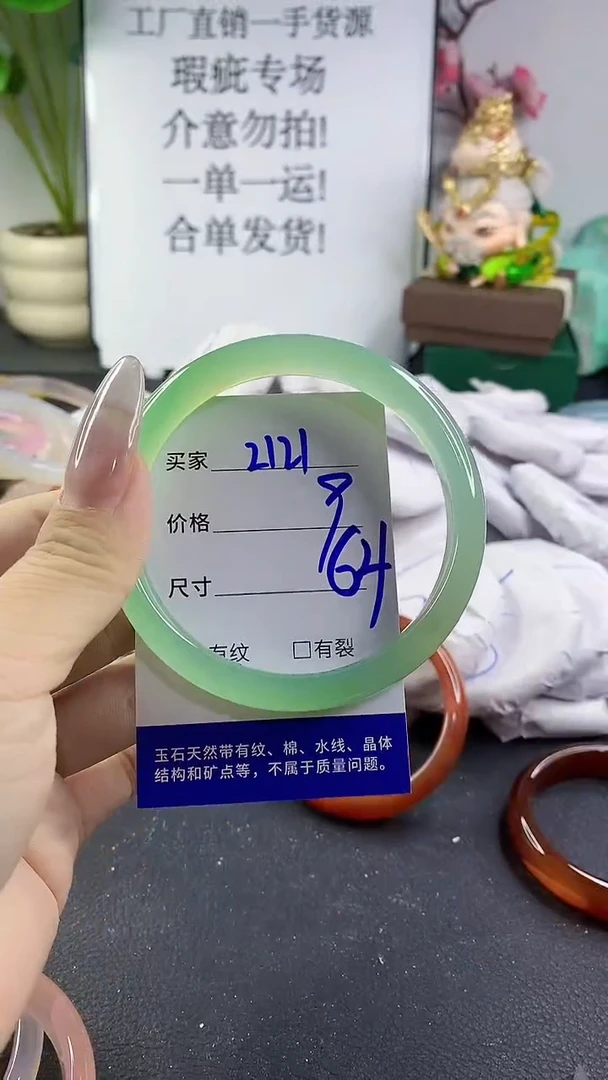 工厂直销一手货源
瑕疵专场
介意勿拍!
一单一运!
合单发货!
买家 2121
价格 9
尺寸 64
有纹 □有裂
玉石天然带有纹、棉、水线、晶体
结构和矿点等，不属于质量问题。